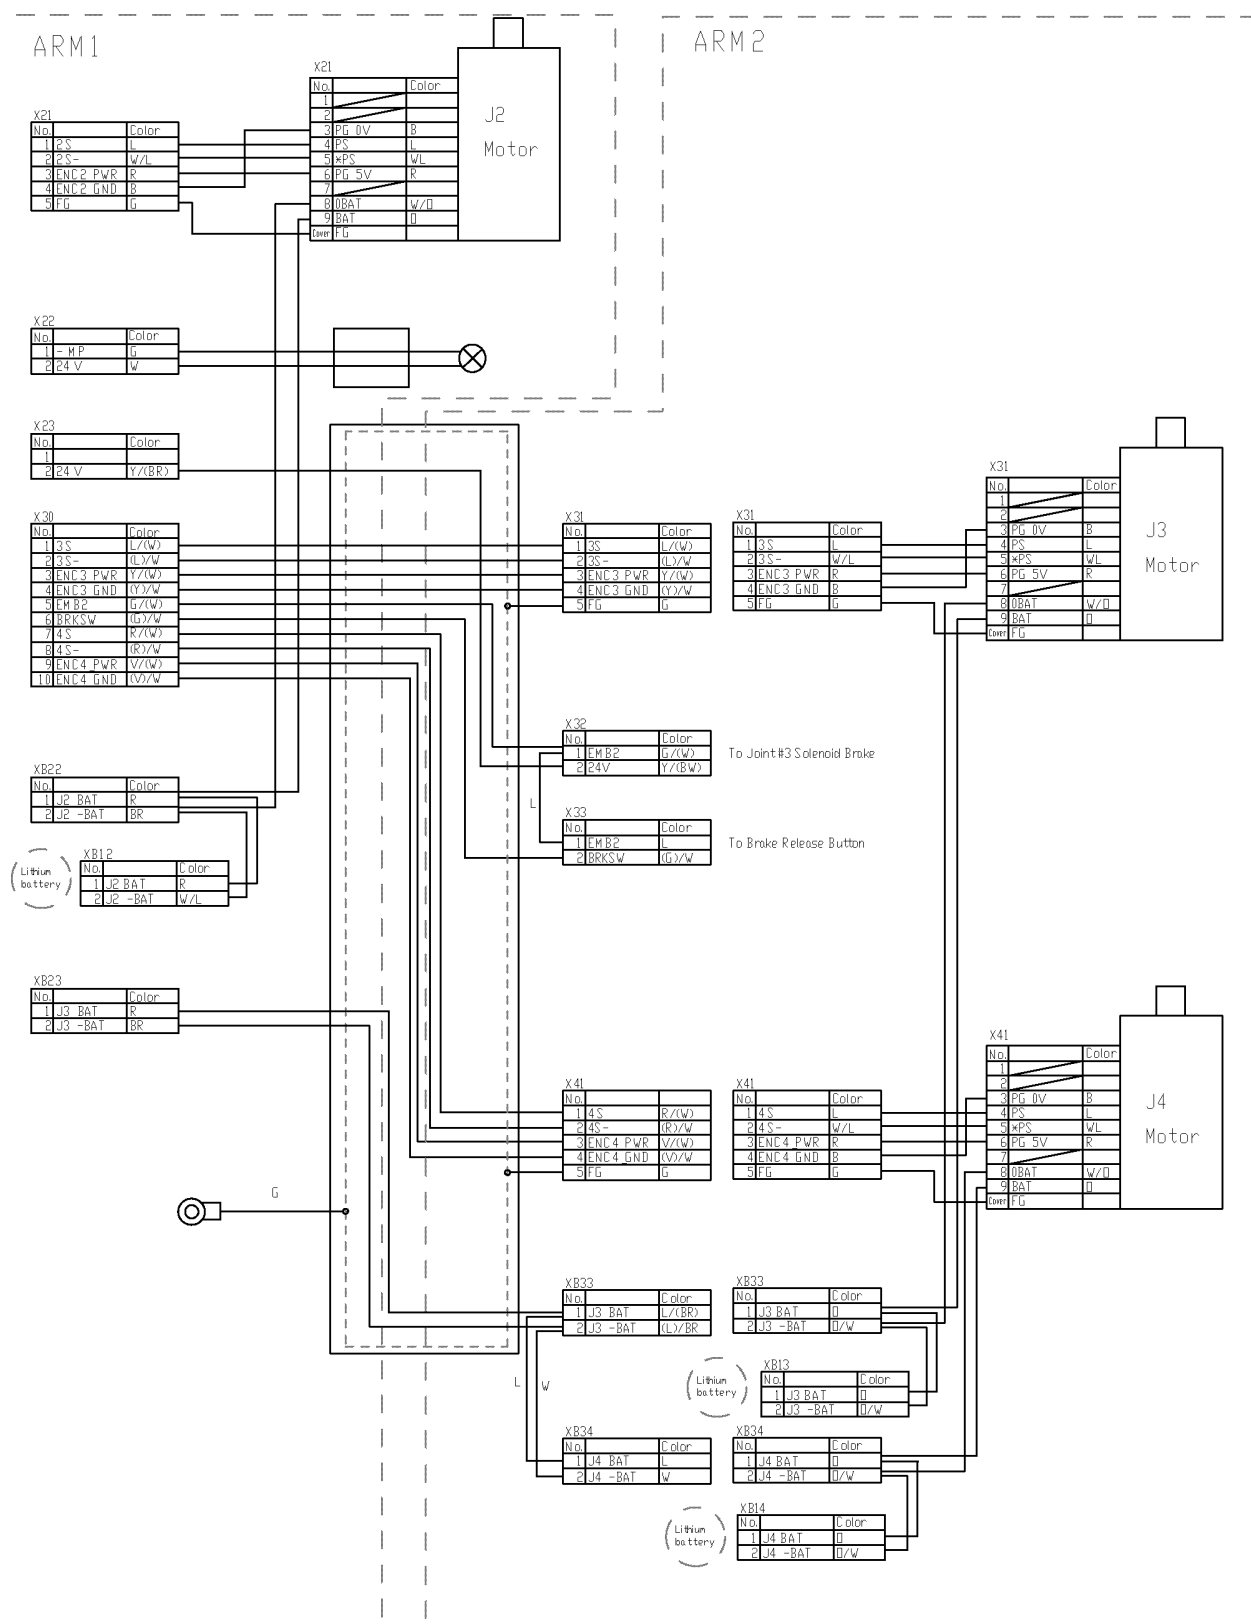 ARM1
ARM2
X21
No. Color
1
2
3 PG 0V B
4 PS L
5 *PS WL
6 PG 5V R
7
8 0BAT W/O
9 BAT O
Cover FG
J2
Motor
X21
No. Color
1 2S L
2 2S- W/L
3 ENC2 PWR R
4 ENC2 GND B
5 FG G
X22
No. Color
1 - MP G
2 24V W
X23
No. Color
1
2 24V Y/(BR)
X30
No. Color
1 3S L/(W)
2 3S- (L)/W
3 ENC3 PWR Y/(W)
4 ENC3 GND (Y)/W
5 EMB2 G/(W)
6 BRKSW (G)/W
7 4S R/(W)
8 4S- (R)/W
9 ENC4 PWR V/(W)
10 ENC4 GND (V)/W
X31
No. Color
1 3S L/(W)
2 3S- (L)/W
3 ENC3 PWR Y/(W)
4 ENC3 GND (Y)/W
5 FG G
X31
No. Color
1 3S L
2 3S- W/L
3 ENC3 PWR R
4 ENC3 GND B
5 FG G
X31
No. Color
1
2
3 PG 0V B
4 PS L
5 *PS WL
6 PG 5V R
7
8 0BAT W/O
9 BAT O
Cover FG
J3
Motor
X32
No. Color
1 EMB2 G/(W)
2 24V Y/(BW)
To Joint #3 Solenoid Brake
L
X33
No. Color
1 EMB2 L
2 BRKSW (G)/W
To Brake Release Button
XB22
No. Color
1 J2 BAT R
2 J2 -BAT BR
XB12
No. Color
1 J2 BAT R
2 J2 -BAT W/L
Lithium
battery
XB23
No. Color
1 J3 BAT R
2 J3 -BAT BR
X41
No.
1 4S R/(W)
2 4S- (R)/W
3 ENC4 PWR V/(W)
4 ENC4 GND (V)/W
5 FG G
X41
No. Color
1 4S L
2 4S- W/L
3 ENC4 PWR R
4 ENC4 GND B
5 FG G
X41
No. Color
1
2
3 PG 0V B
4 PS L
5 *PS WL
6 PG 5V R
7
8 0BAT W/O
9 BAT O
Cover FG
J4
Motor
G
XB33
No. Color
1 J3 BAT L/(BR)
2 J3 -BAT (L)/BR
XB33
No. Color
1 J3 BAT O
2 J3 -BAT O/W
L
W
Lithium
battery
XB13
No. Color
1 J3 BAT O
2 J3 -BAT O/W
XB34
No. Color
1 J4 BAT L
2 J4 -BAT W
XB34
No. Color
1 J4 BAT O
2 J4 -BAT O/W
Lithium
battery
XB14
No. Color
1 J4 BAT O
2 J4 -BAT O/W